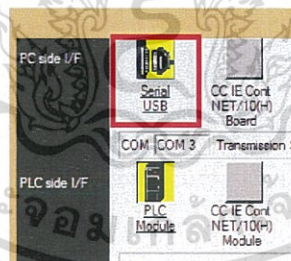 PC side I/F
Serial
USB
CC IE Cont
NET/10(H)
Board
COM COM 3 Transmission
PLC side I/F
PLC
Module
CC IE Cont
NET/10(H)
Module